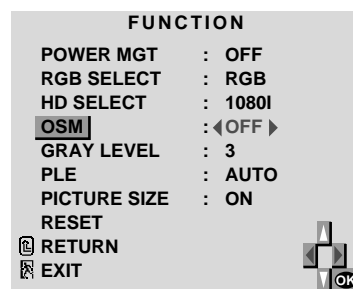 FUNCTION
POWER MGT : OFF
RGB SELECT : RGB
HD SELECT : 1080I
OSM : OFF
GRAY LEVEL : 3
PLE : AUTO
PICTURE SIZE : ON
RESET
RETURN
EXIT
OK